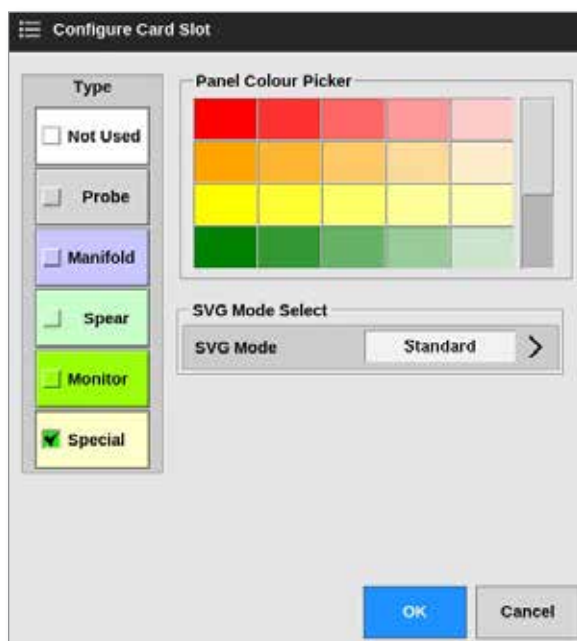 Configure Card Slot
Type
Not Used
Probe
Manifold
Spear
Monitor
Special
Panel Colour Picker
SVG Mode Select
SVG Mode
Standard
OK
Cancel